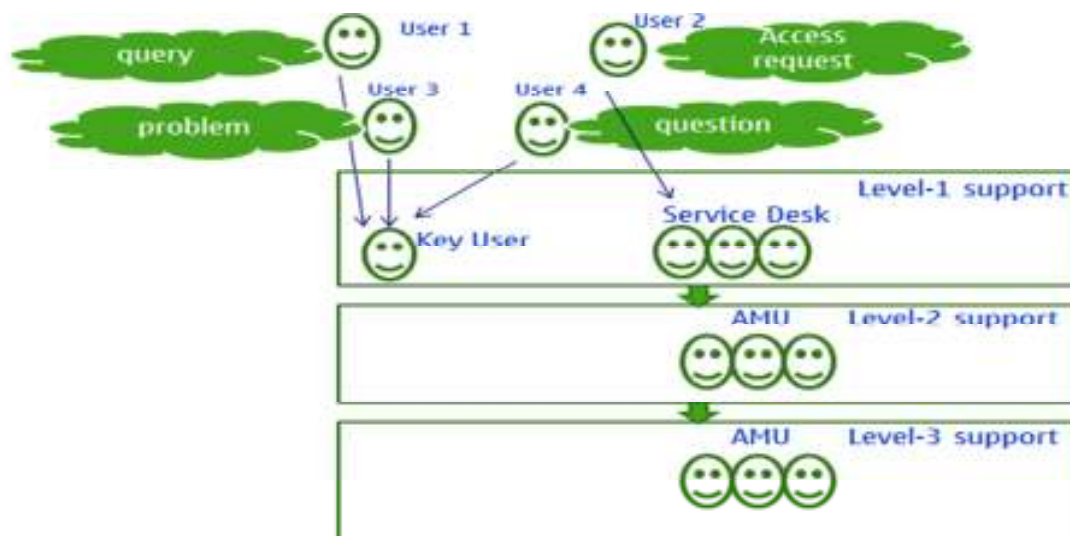 User 1
User 2
query
Access
request
User 3
User 4
problem
question
Level-1 support
Service Desk
Key User
AMU
Level-2 support
AMU
Level-3 support